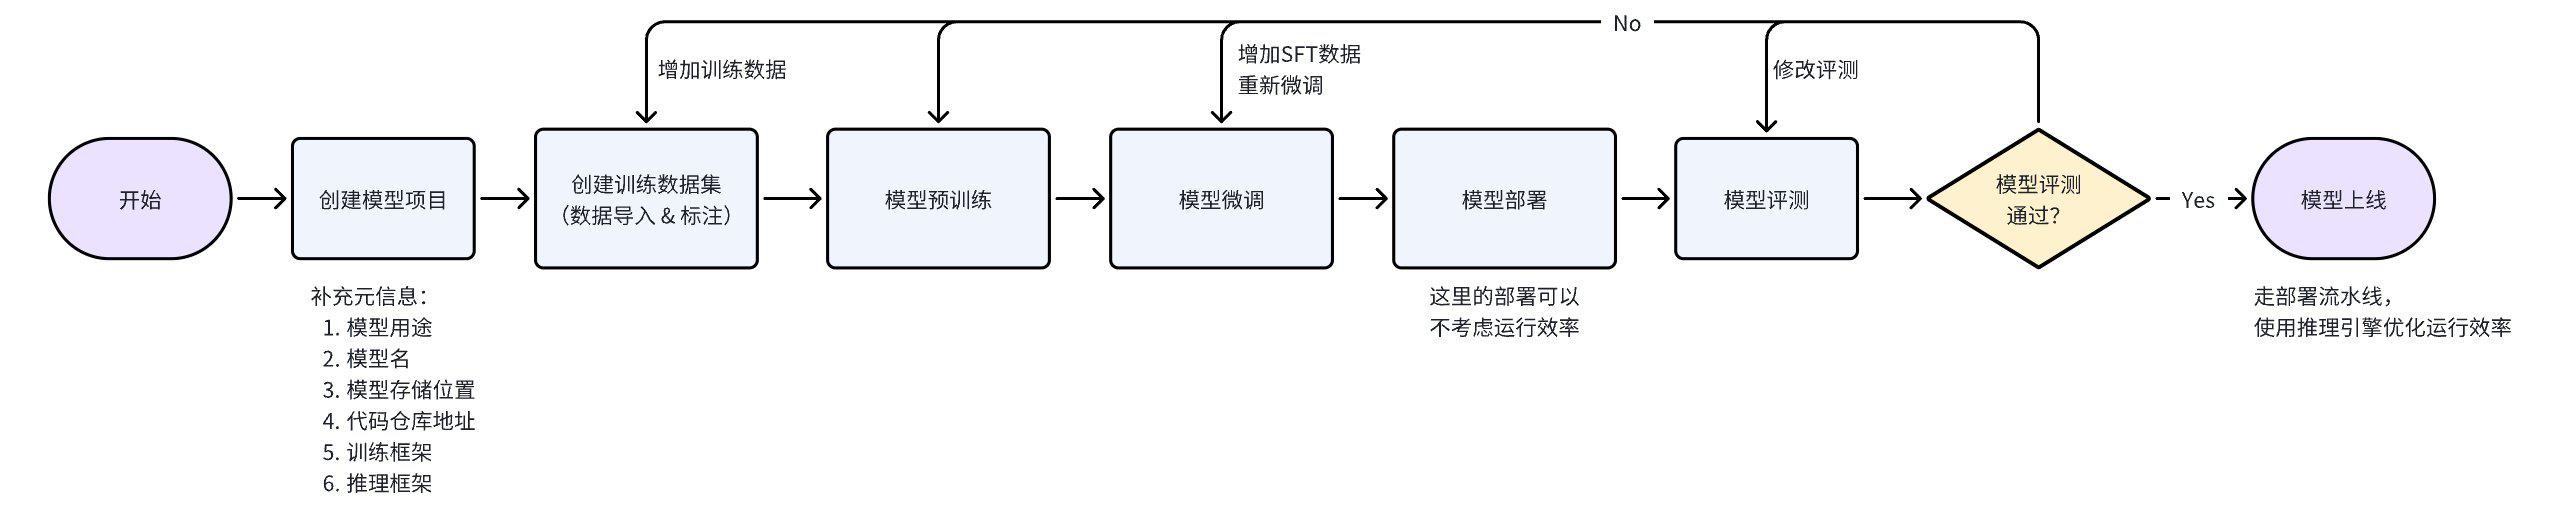 No
增加训练数据
增加SFT数据
重新微调
修改评测
开始
创建模型项目
创建训练数据集
（数据导入 & 标注）
模型预训练
模型微调
模型部署
模型评测
模型评测
通过？
Yes
模型上线
补充元信息：
1. 模型用途
2. 模型名
3. 模型存储位置
4. 代码仓库地址
5. 训练框架
6. 推理框架
这里的部署可以
不考虑运行效率
走部署流水线，
使用推理引擎优化运行效率